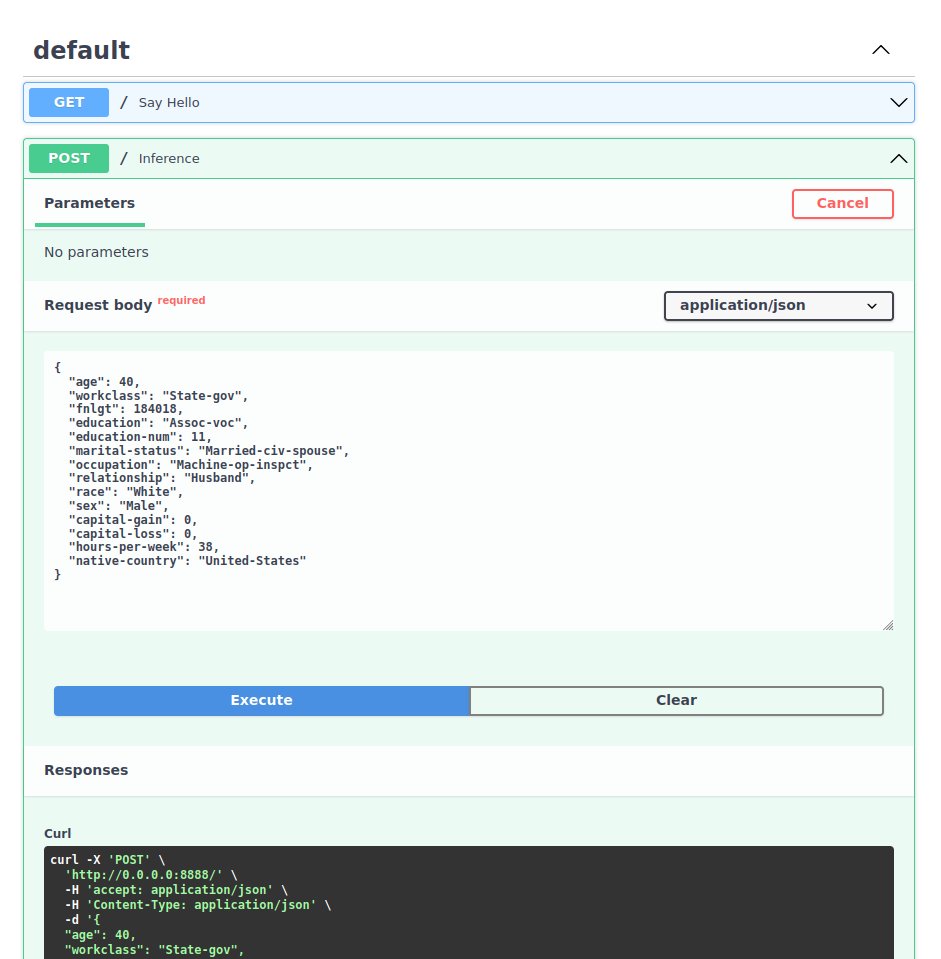 default
GET / Say Hello
POST / Inference
Parameters Cancel
No parameters
Request body required application/json
{
  "age": 40,
  "workclass": "State-gov",
  "fnlgt": 184018,
  "education": "Assoc-voc",
  "education-num": 11,
  "marital-status": "Married-civ-spouse",
  "occupation": "Machine-op-inspct",
  "relationship": "Husband",
  "race": "White",
  "sex": "Male",
  "capital-gain": 0,
  "capital-loss": 0,
  "hours-per-week": 38,
  "native-country": "United-States"
}
Execute Clear
Responses
Curl
curl -X 'POST' \
  'http://0.0.0.0:8888/' \
  -H 'accept: application/json' \
  -H 'Content-Type: application/json' \
  -d '{
  "age": 40,
  "workclass": "State-gov",